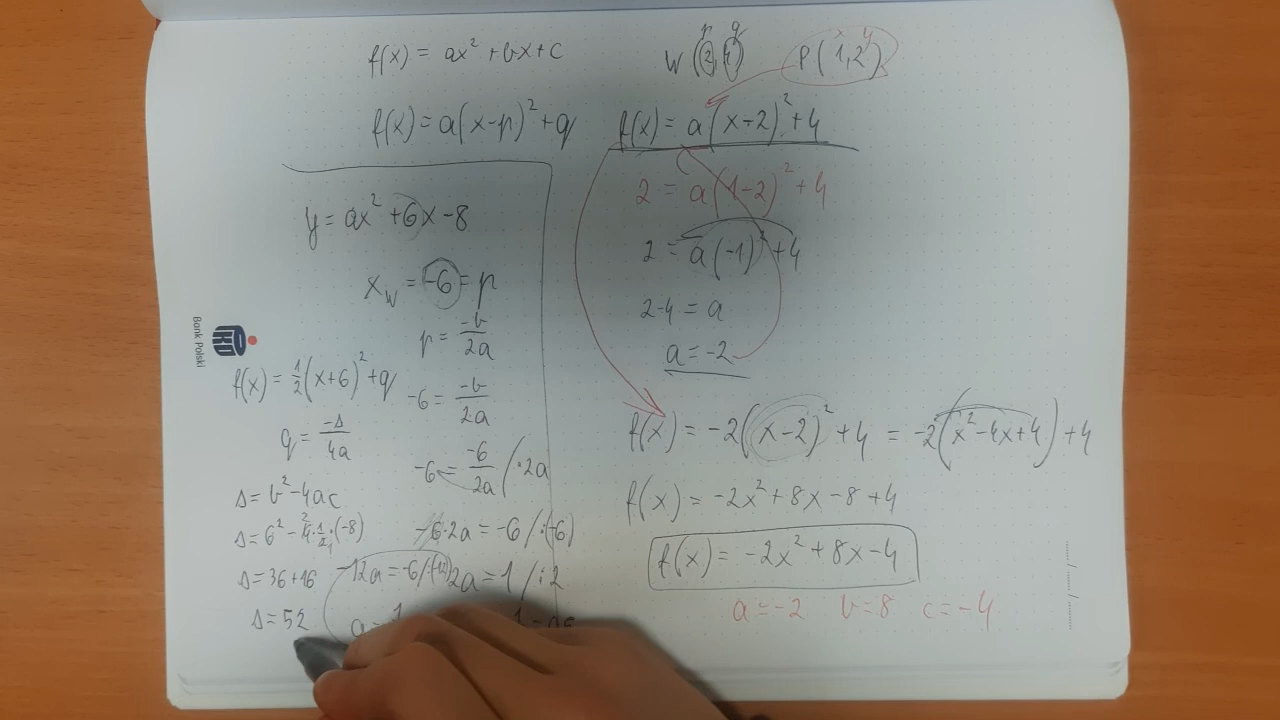 f(x) = ax² + bx + c
f(x) = a(x-p)² + q
y = ax² + 6x - 8
x_w = -6 = p
p = -b/2a
-6 = -b/2a
-6 = -6/2a / ·2a
-6·2a = -6 / :(-6)
-12a = -6 / :(-12)
2a = 1 / :2
Bank Polski
f(x) = 1/2(x+6)² + q
q = -Δ/4a
Δ = b² - 4ac
Δ = 6² - 4·1/2·(-8)
Δ = 36 + 16
Δ = 52
p q
W (2,4)
x y
P(1,2)
f(x) = a(x-2)² + 4
2 = a(1-2)² + 4
2 = a(-1)² + 4
2-4 = a
a = -2
f(x) = -2(x-2)² + 4 = -2(x²-4x+4)+4
f(x) = -2x² + 8x - 8 + 4
f(x) = -2x² + 8x - 4
a = -2 b = 8 c = -4